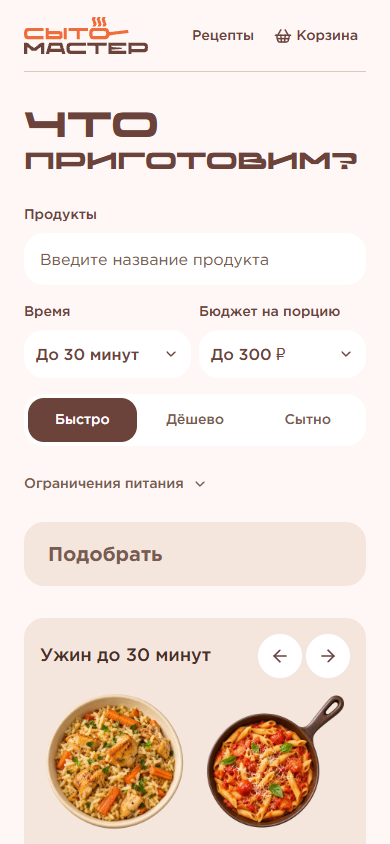 СЫТО
МАСТЕР
Рецепты
Корзина
ЧТО
ПРИГОТОВИМ?
Продукты
Введите название продукта
Время
Бюджет на порцию
До 30 минут
До 300 ₽
Быстро
Дёшево
Сытно
Ограничения питания
Подобрать
Ужин до 30 минут